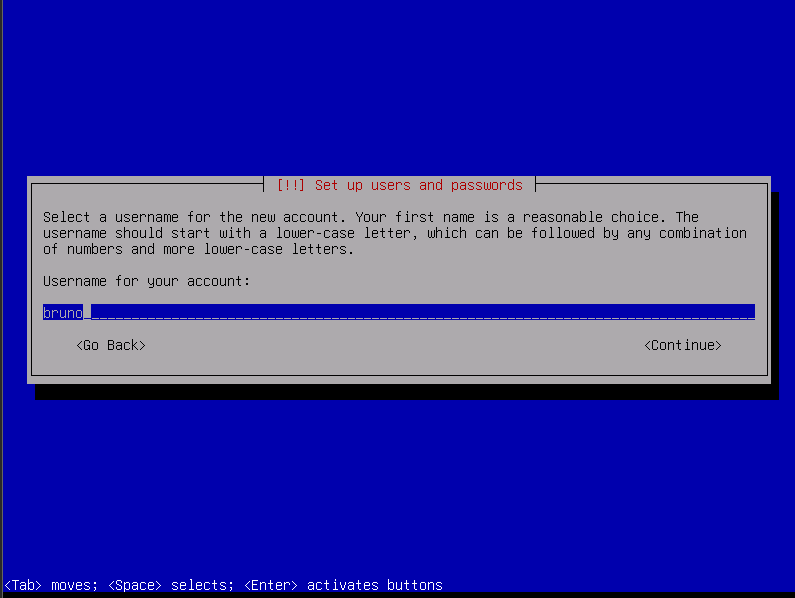 [!!] Set up users and passwords
Select a username for the new account. Your first name is a reasonable choice. The
username should start with a lower-case letter, which can be followed by any combination
of numbers and more lower-case letters.
Username for your account:
bruno
<Go Back> <Continue>
<Tab> moves; <Space> selects; <Enter> activates buttons